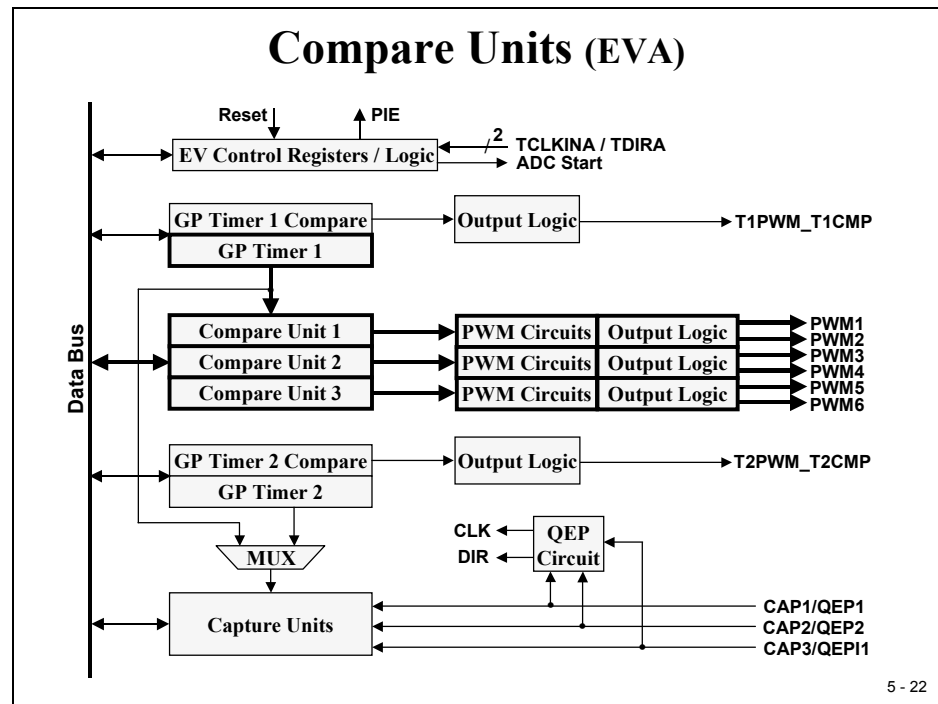 Compare Units (EVA)
Reset
PIE
2
TCLKINA / TDIRA
EV Control Registers / Logic
ADC Start
GP Timer 1 Compare
Output Logic
T1PWM_T1CMP
GP Timer 1
Data Bus
Compare Unit 1
PWM Circuits
Output Logic
PWM1
PWM2
Compare Unit 2
PWM Circuits
Output Logic
PWM3
PWM4
Compare Unit 3
PWM Circuits
Output Logic
PWM5
PWM6
GP Timer 2 Compare
Output Logic
T2PWM_T2CMP
GP Timer 2
MUX
CLK
DIR
QEP
Circuit
Capture Units
CAP1/QEP1
CAP2/QEP2
CAP3/QEPI1
5 - 22